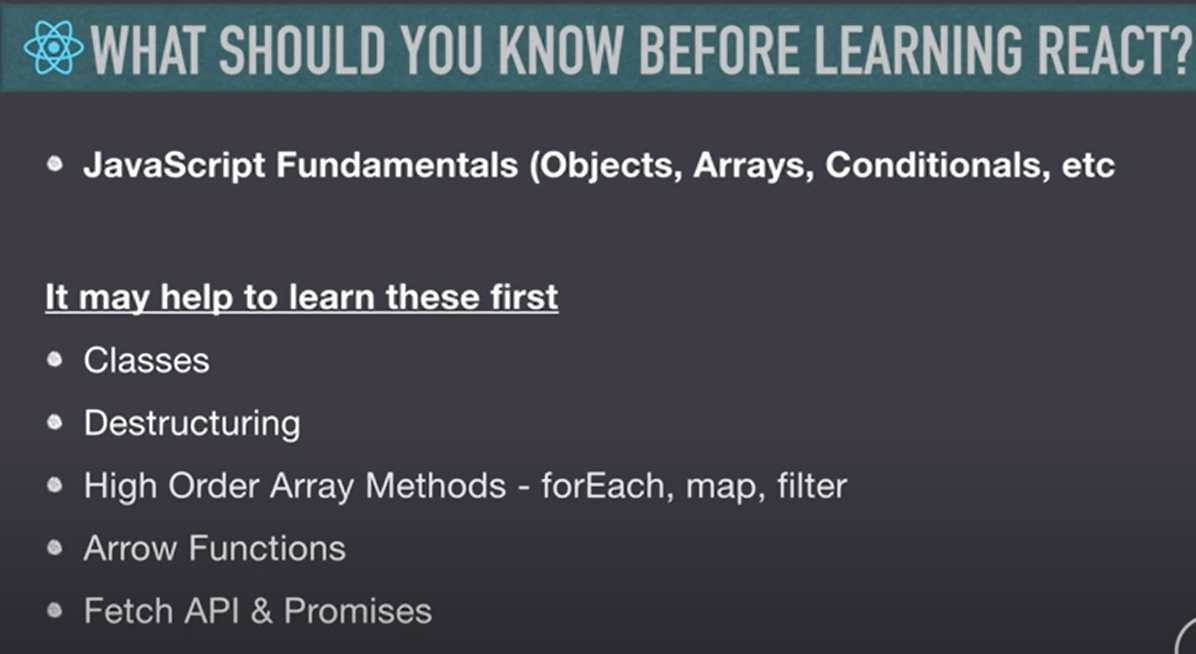 WHAT SHOULD YOU KNOW BEFORE LEARNING REACT?
JavaScript Fundamentals (Objects, Arrays, Conditionals, etc
It may help to learn these first
Classes
Destructuring
High Order Array Methods - forEach, map, filter
Arrow Functions
Fetch API & Promises